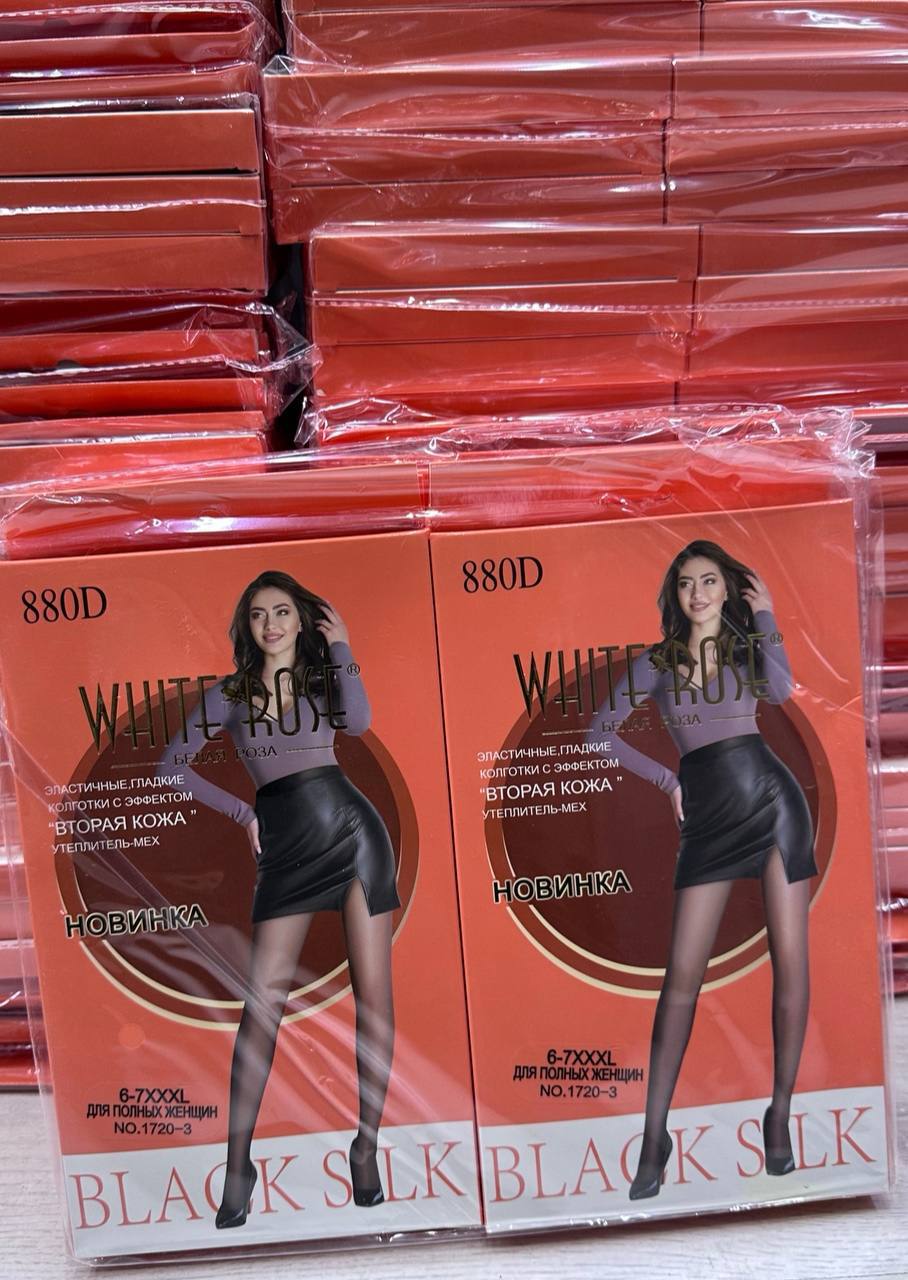 880D
WHITE ROSE®
БЕЛАЯ РОЗА
ЭЛАСТИЧНЫЕ,ГЛАДКИЕ
КОЛГОТКИ С ЭФФЕКТОМ
"ВТОРАЯ КОЖА"
УТЕПЛИТЕЛЬ-МЕХ
НОВИНКА
6-7XXXL
ДЛЯ ПОЛНЫХ ЖЕНЩИН
NO.1720-3
BLACK SILK
880D
WHITE ROSE®
БЕЛАЯ РОЗА
ЭЛАСТИЧНЫЕ,ГЛАДКИЕ
КОЛГОТКИ С ЭФФЕКТОМ
"ВТОРАЯ КОЖА"
УТЕПЛИТЕЛЬ-МЕХ
НОВИНКА
6-7XXXL
ДЛЯ ПОЛНЫХ ЖЕНЩИН
NO.1720-3
BLACK SILK